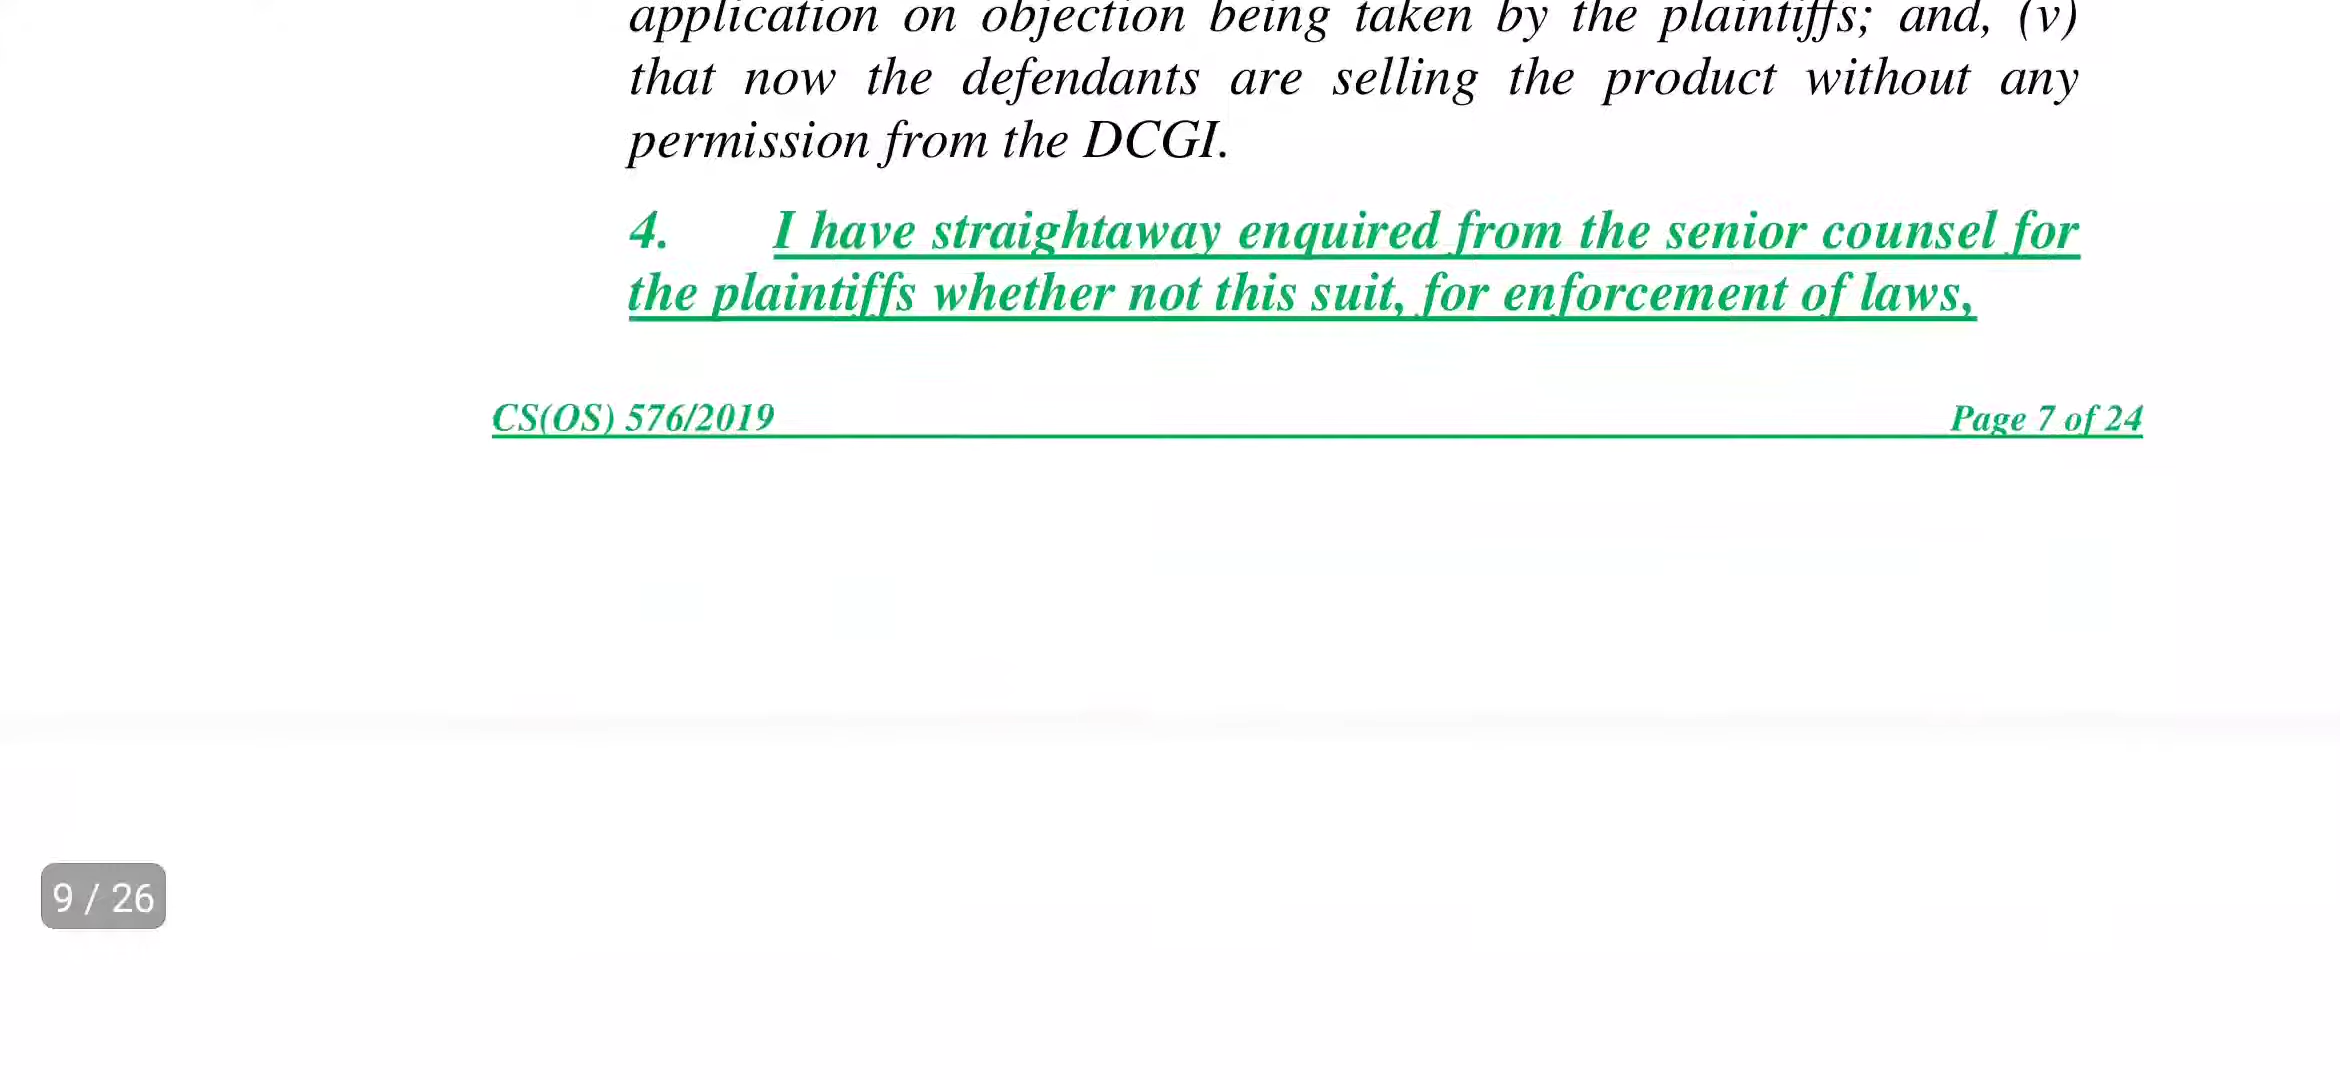 application on objection being taken by the plaintiffs; and, (v)
that now the defendants are selling the product without any
permission from the DCGI.
4. I have straightaway enquired from the senior counsel for
the plaintiffs whether not this suit, for enforcement of laws,
CS(OS) 576/2019 Page 7 of 24
9 / 26